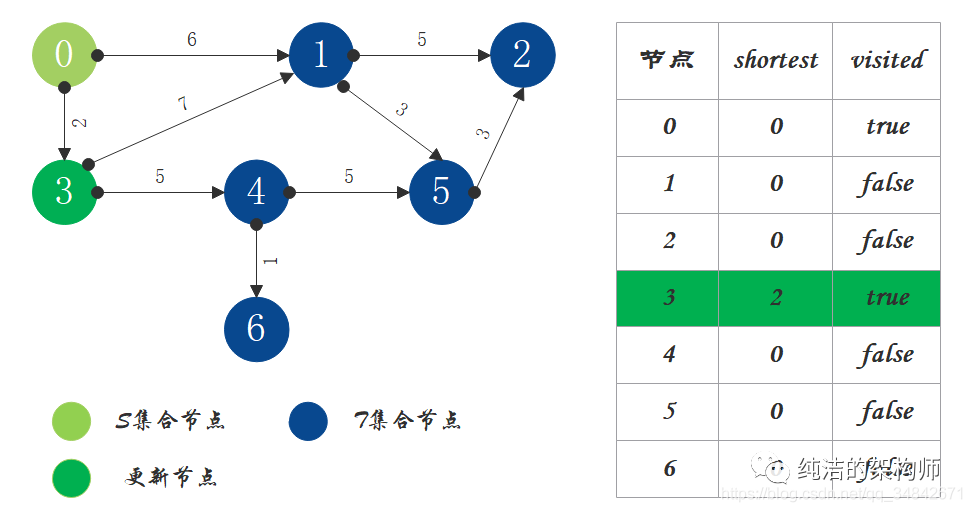 0
6
1
5
2
2
7
3
3
3
5
4
5
5
1
6
S集合节点
T集合节点
更新节点
节点 shortest visited
0 0 true
1 0 false
2 0 false
3 2 true
4 0 false
5 0 false
6 0 false
纯洁的架构师
https://blog.csdn.net/qq_34842671